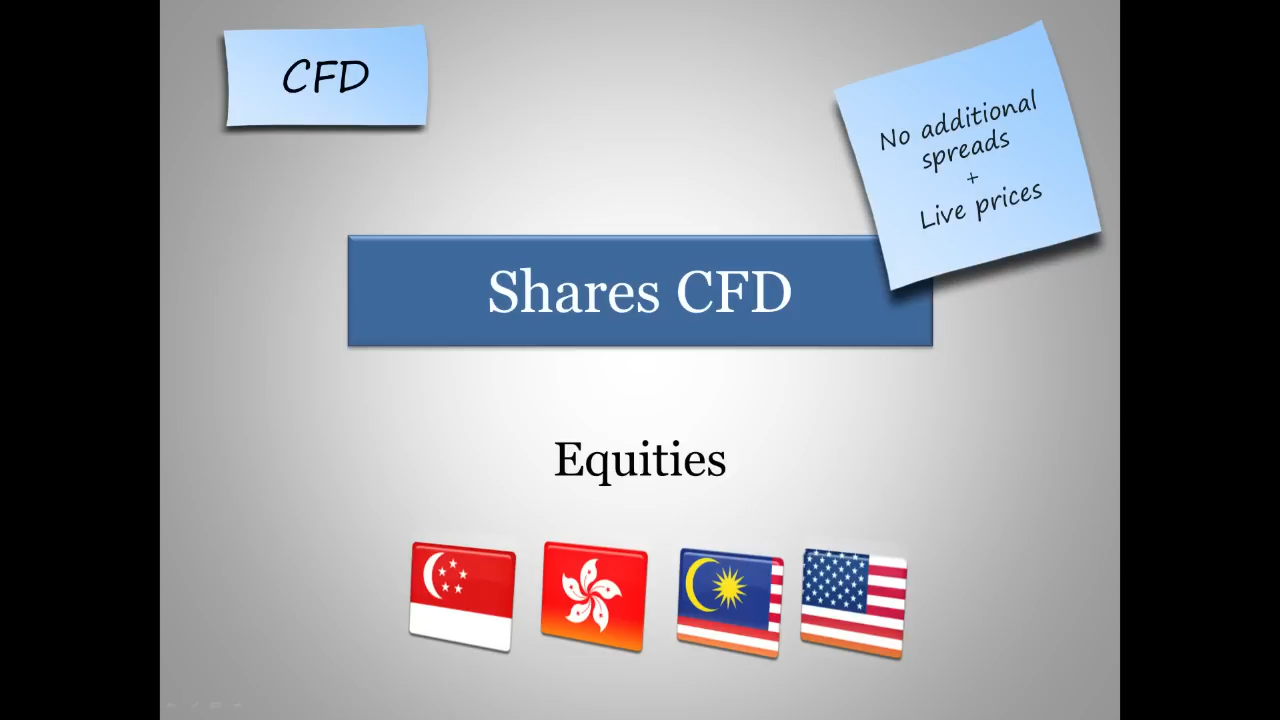 CFD
No additional
spreads
+
Live prices
Shares CFD
Equities